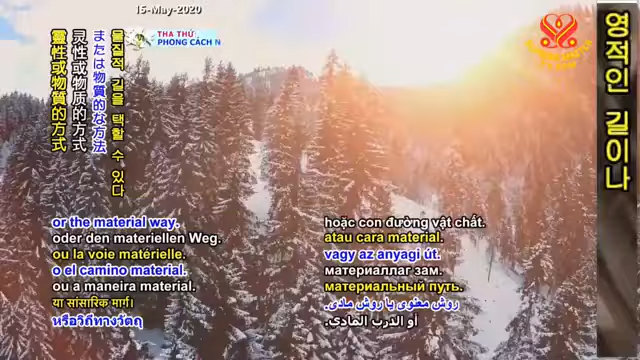 15-May-2020
THA THỨ
PHONG CÁCH N
영적인 길이나
물질적 길을 택할 수 있다
または物質的な方法
灵性或物质的方式
靈性或物質的方式
or the material way.
oder den materiellen Weg.
ou la voie matérielle.
o el camino material.
ou a maneira material.
या सांसारिक मार्ग।
หรือวิถีทางวัตถุ
hoặc con đường vật chất.
atau cara material.
vagy az anyagi út.
материаллаг зам.
материальный путь.
روش معنوی یا روش مادی.
أو الدّرب المادي.